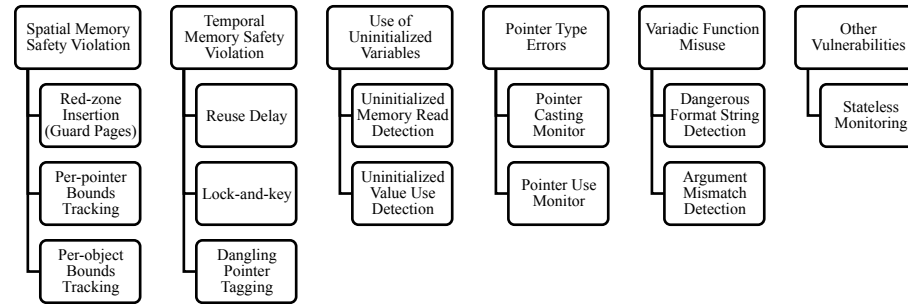 Spatial Memory
Safety Violation
Red-zone
Insertion
(Guard Pages)
Per-pointer
Bounds
Tracking
Per-object
Bounds
Tracking
Temporal
Memory Safety
Violation
Reuse Delay
Lock-and-key
Dangling
Pointer
Tagging
Use of
Uninitialized
Variables
Uninitialized
Memory Read
Detection
Uninitialized
Value Use
Detection
Pointer Type
Errors
Pointer
Casting
Monitor
Pointer Use
Monitor
Variadic Function
Misuse
Dangerous
Format String
Detection
Argument
Mismatch
Detection
Other
Vulnerabilities
Stateless
Monitoring